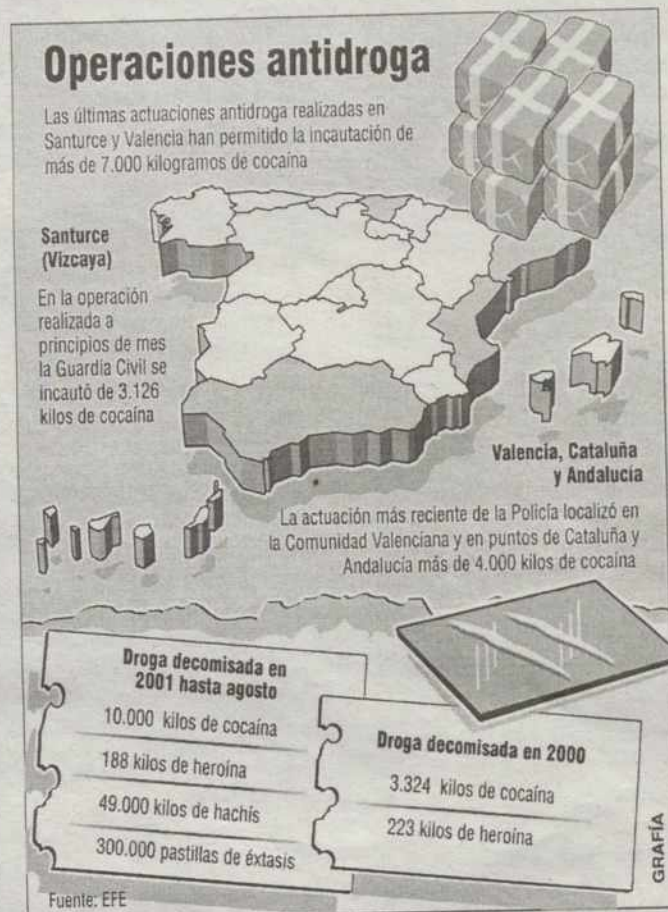 Operaciones antidroga
Las últimas actuaciones antidroga realizadas en
Santurce y Valencia han permitido la incautación de
más de 7.000 kilogramos de cocaína
Santurce
(Vizcaya)
En la operación
realizada a
principios de mes
la Guardia Civil se
incautó de 3.126
kilos de cocaína
Valencia, Cataluña
y Andalucía
La actuación más reciente de la Policía localizó en
la Comunidad Valenciana y en puntos de Cataluña y
Andalucía más de 4.000 kilos de cocaína
Droga decomisada en
2001 hasta agosto
10.000 kilos de cocaína
188 kilos de heroína
49.000 kilos de hachís
300.000 pastillas de éxtasis
Droga decomisada en 2000
3.324 kilos de cocaína
223 kilos de heroína
Fuente: EFE
GRAFÍA